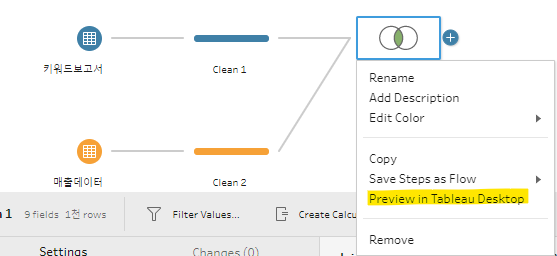 키워드보고서
Clean 1
매출데이터
Clean 2
Rename
Add Description
Edit Color
Copy
Save Steps as Flow
Preview in Tableau Desktop
Remove
1 9 fields 1천 rows
Filter Values...
Create Calcu
Settings
Changes (0)